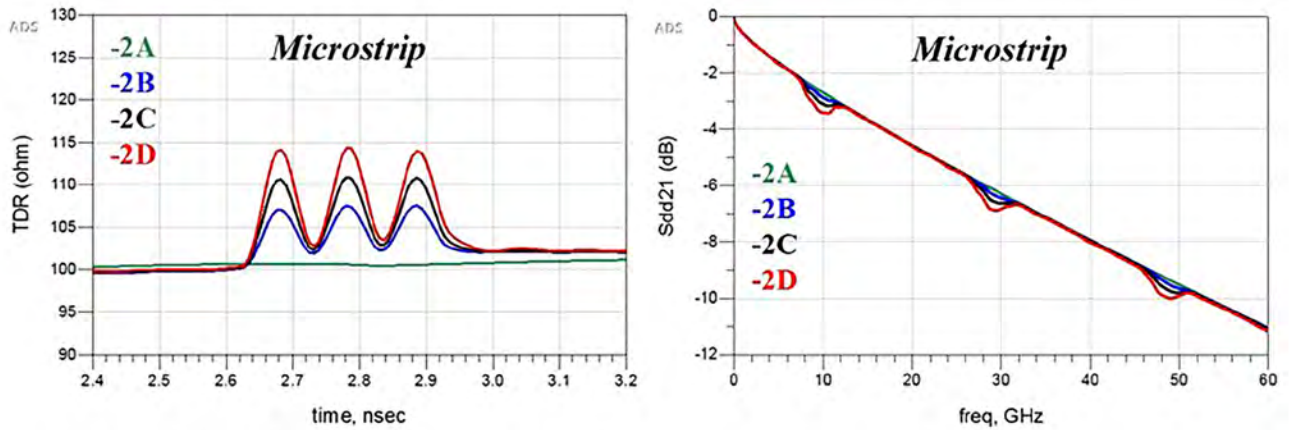 ADS
Microstrip
-2A
-2B
-2C
-2D
TDR (ohm)
130
125
120
115
110
105
100
95
90
2.4 2.5 2.6 2.7 2.8 2.9 3.0 3.1 3.2
time, nsec
ADS
Microstrip
-2A
-2B
-2C
-2D
Sdd21 (dB)
0
-2
-4
-6
-8
-10
-12
0 10 20 30 40 50 60
freq, GHz